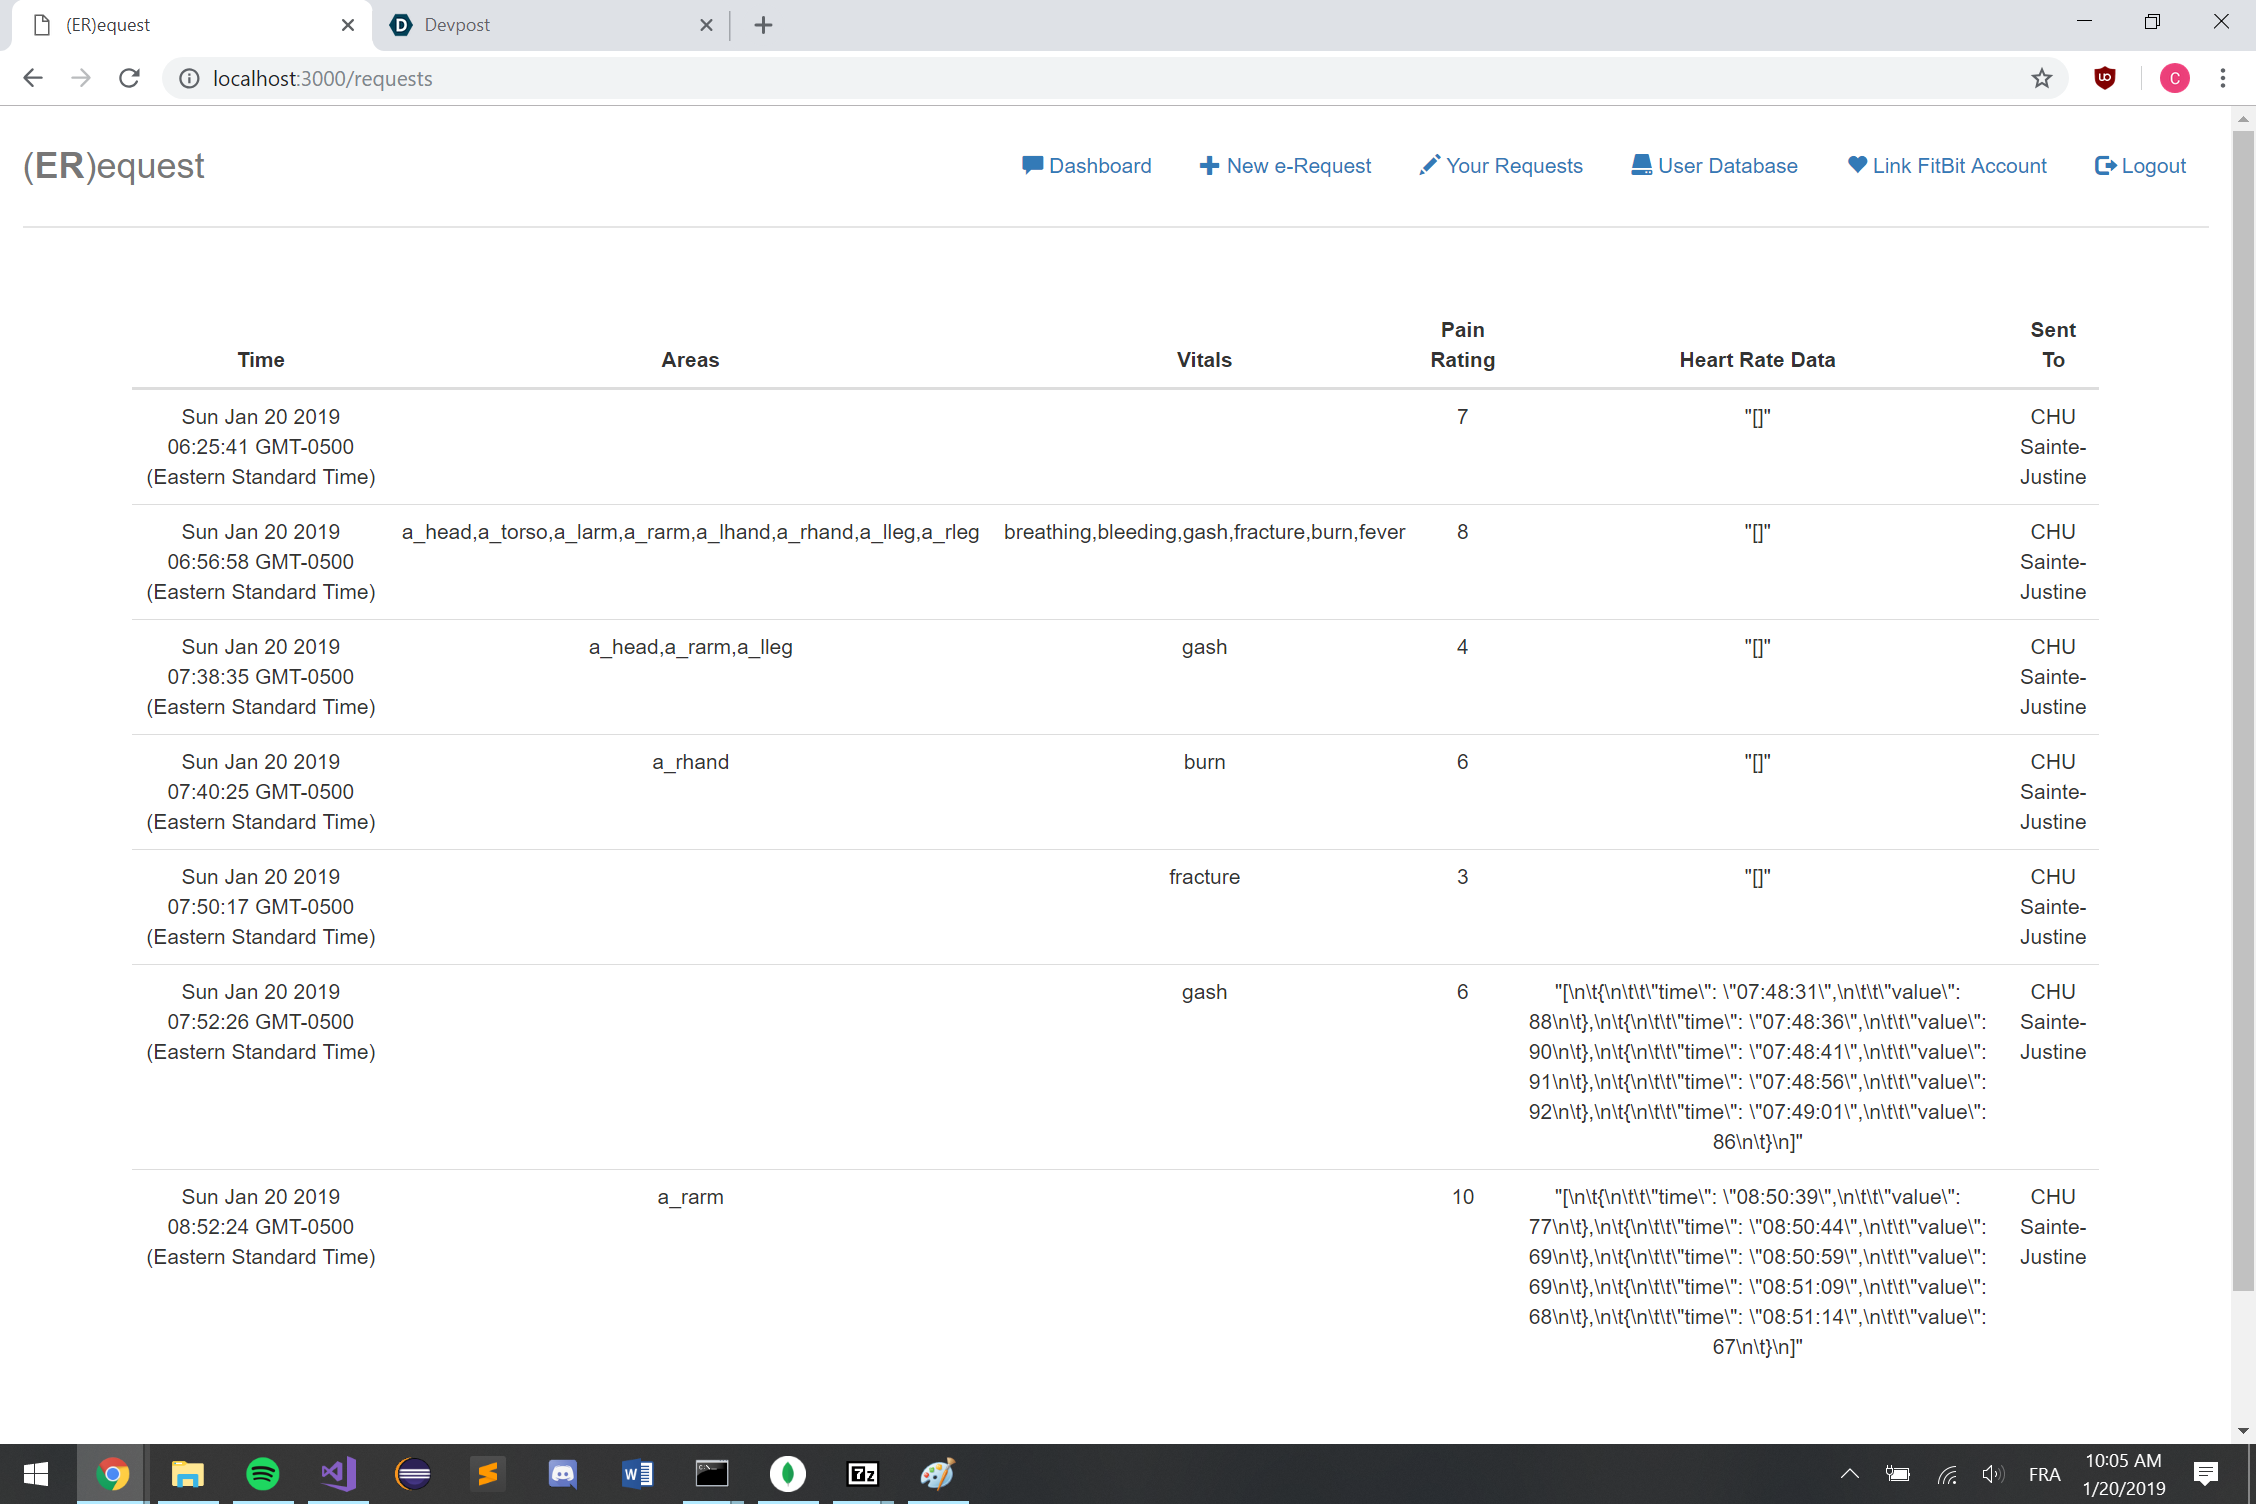 (ER)equest
Devpost
localhost:3000/requests
C
(ER)equest
Dashboard
New e-Request
Your Requests
User Database
Link FitBit Account
Logout
Time
Areas
Vitals
Pain
Rating
Heart Rate Data
Sent
To
Sun Jan 20 2019
06:25:41 GMT-0500
(Eastern Standard Time)
7
"[]"
CHU
Sainte-
Justine
Sun Jan 20 2019
06:56:58 GMT-0500
(Eastern Standard Time)
a_head,a_torso,a_larm,a_rarm,a_lhand,a_rhand,a_lleg,a_rleg
breathing,bleeding,gash,fracture,burn,fever
8
"[]"
CHU
Sainte-
Justine
Sun Jan 20 2019
07:38:35 GMT-0500
(Eastern Standard Time)
a_head,a_rarm,a_lleg
gash
4
"[]"
CHU
Sainte-
Justine
Sun Jan 20 2019
07:40:25 GMT-0500
(Eastern Standard Time)
a_rhand
burn
6
"[]"
CHU
Sainte-
Justine
Sun Jan 20 2019
07:50:17 GMT-0500
(Eastern Standard Time)
fracture
3
"[]"
CHU
Sainte-
Justine
Sun Jan 20 2019
07:52:26 GMT-0500
(Eastern Standard Time)
gash
6
"[\n\t{\n\t\t\"time\": \"07:48:31\",\n\t\t\"value\":
88\n\t},\n\t{\n\t\t\"time\": \"07:48:36\",\n\t\t\"value\":
90\n\t},\n\t{\n\t\t\"time\": \"07:48:41\",\n\t\t\"value\":
91\n\t},\n\t{\n\t\t\"time\": \"07:48:56\",\n\t\t\"value\":
92\n\t},\n\t{\n\t\t\"time\": \"07:49:01\",\n\t\t\"value\":
86\n\t}\n]"
CHU
Sainte-
Justine
Sun Jan 20 2019
08:52:24 GMT-0500
(Eastern Standard Time)
a_rarm
10
"[\n\t{\n\t\t\"time\": \"08:50:39\",\n\t\t\"value\":
77\n\t},\n\t{\n\t\t\"time\": \"08:50:44\",\n\t\t\"value\":
69\n\t},\n\t{\n\t\t\"time\": \"08:50:59\",\n\t\t\"value\":
69\n\t},\n\t{\n\t\t\"time\": \"08:51:09\",\n\t\t\"value\":
68\n\t},\n\t{\n\t\t\"time\": \"08:51:14\",\n\t\t\"value\":
67\n\t}\n]"
CHU
Sainte-
Justine
FRA
10:05 AM
1/20/2019